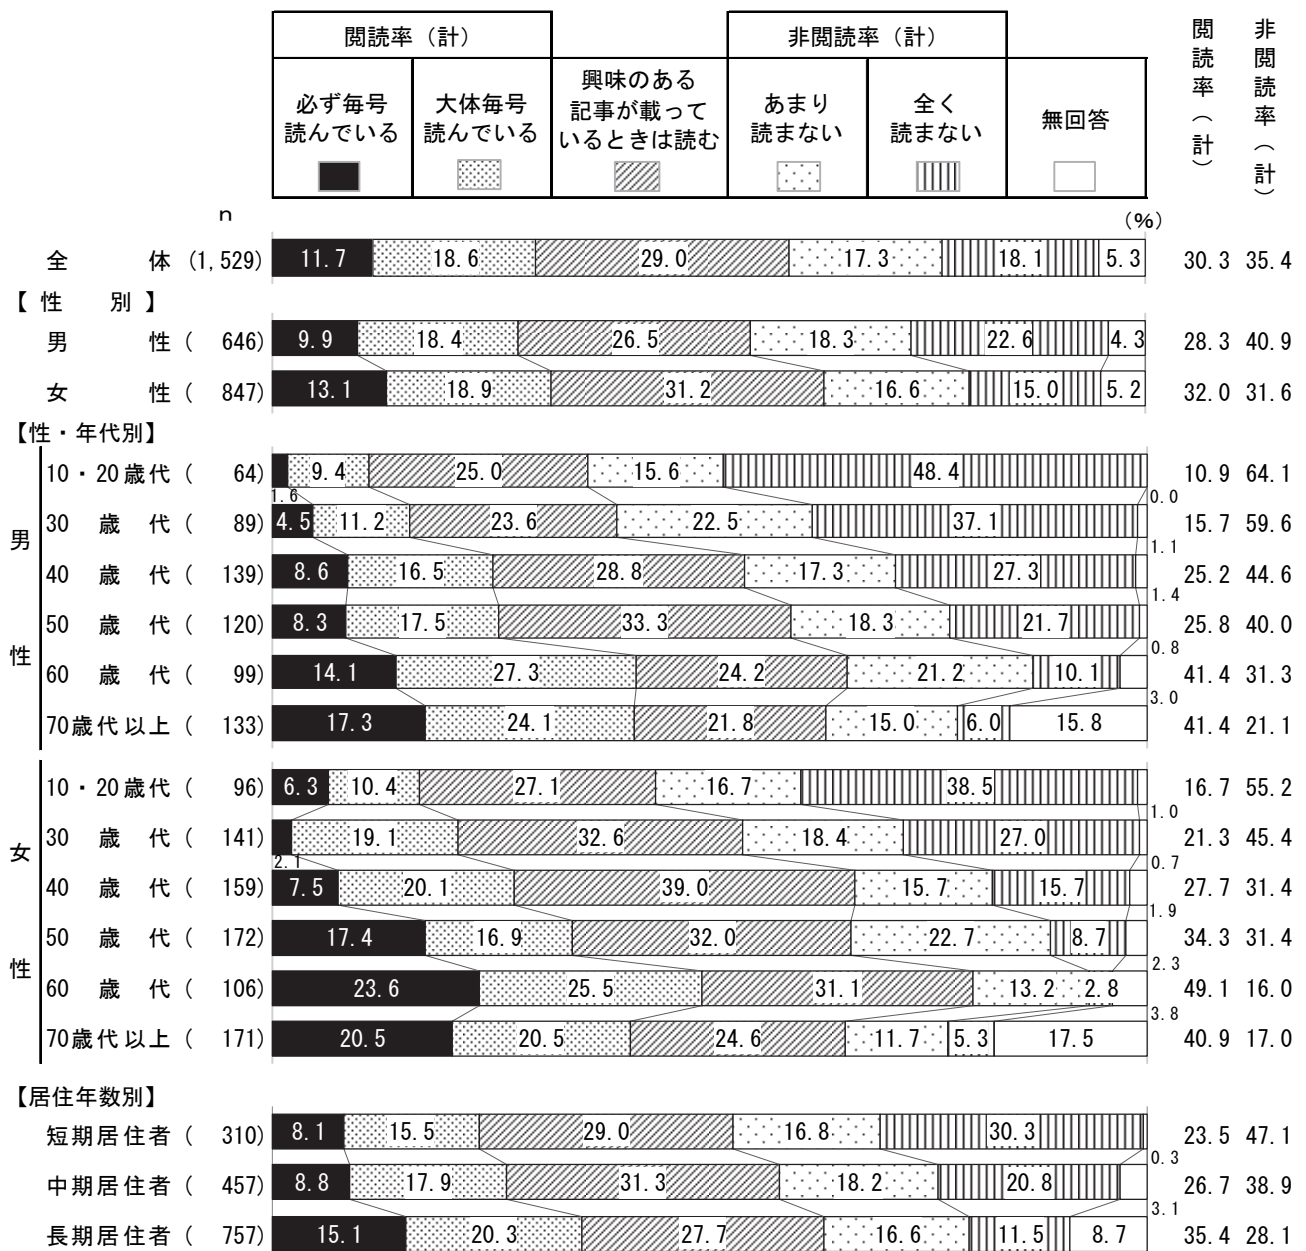 閲読率（計） 非閲読率（計）
必ず毎号
読んでいる
大体毎号
読んでいる
興味のある
記事が載って
いるときは読む
あまり
読まない
全く
読まない
無回答
閲読率（計）
非閲読率（計）
n (%)
全体 (1,529) 11.7 18.6 29.0 17.3 18.1 5.3 30.3 35.4
【性別】
男性 ( 646) 9.9 18.4 26.5 18.3 22.6 4.3 28.3 40.9
女性 ( 847) 13.1 18.9 31.2 16.6 15.0 5.2 32.0 31.6
【性・年代別】
男性
10・20歳代 ( 64) 1.6 9.4 25.0 15.6 48.4 0.0 10.9 64.1
30歳代 ( 89) 4.5 11.2 23.6 22.5 37.1 1.1 15.7 59.6
40歳代 ( 139) 8.6 16.5 28.8 17.3 27.3 1.4 25.2 44.6
50歳代 ( 120) 8.3 17.5 33.3 18.3 21.7 0.8 25.8 40.0
60歳代 ( 99) 14.1 27.3 24.2 21.2 10.1 3.0 41.4 31.3
70歳代以上 ( 133) 17.3 24.1 21.8 15.0 6.0 15.8 41.4 21.1
女性
10・20歳代 ( 96) 6.3 10.4 27.1 16.7 38.5 1.0 16.7 55.2
30歳代 ( 141) 2.1 19.1 32.6 18.4 27.0 0.7 21.3 45.4
40歳代 ( 159) 7.5 20.1 39.0 15.7 15.7 1.9 27.7 31.4
50歳代 ( 172) 17.4 16.9 32.0 22.7 8.7 2.3 34.3 31.4
60歳代 ( 106) 23.6 25.5 31.1 13.2 2.8 3.8 49.1 16.0
70歳代以上 ( 171) 20.5 20.5 24.6 11.7 5.3 17.5 40.9 17.0
【居住年数別】
短期居住者 ( 310) 8.1 15.5 29.0 16.8 30.3 0.3 23.5 47.1
中期居住者 ( 457) 8.8 17.9 31.3 18.2 20.8 3.1 26.7 38.9
長期居住者 ( 757) 15.1 20.3 27.7 16.6 11.5 8.7 35.4 28.1